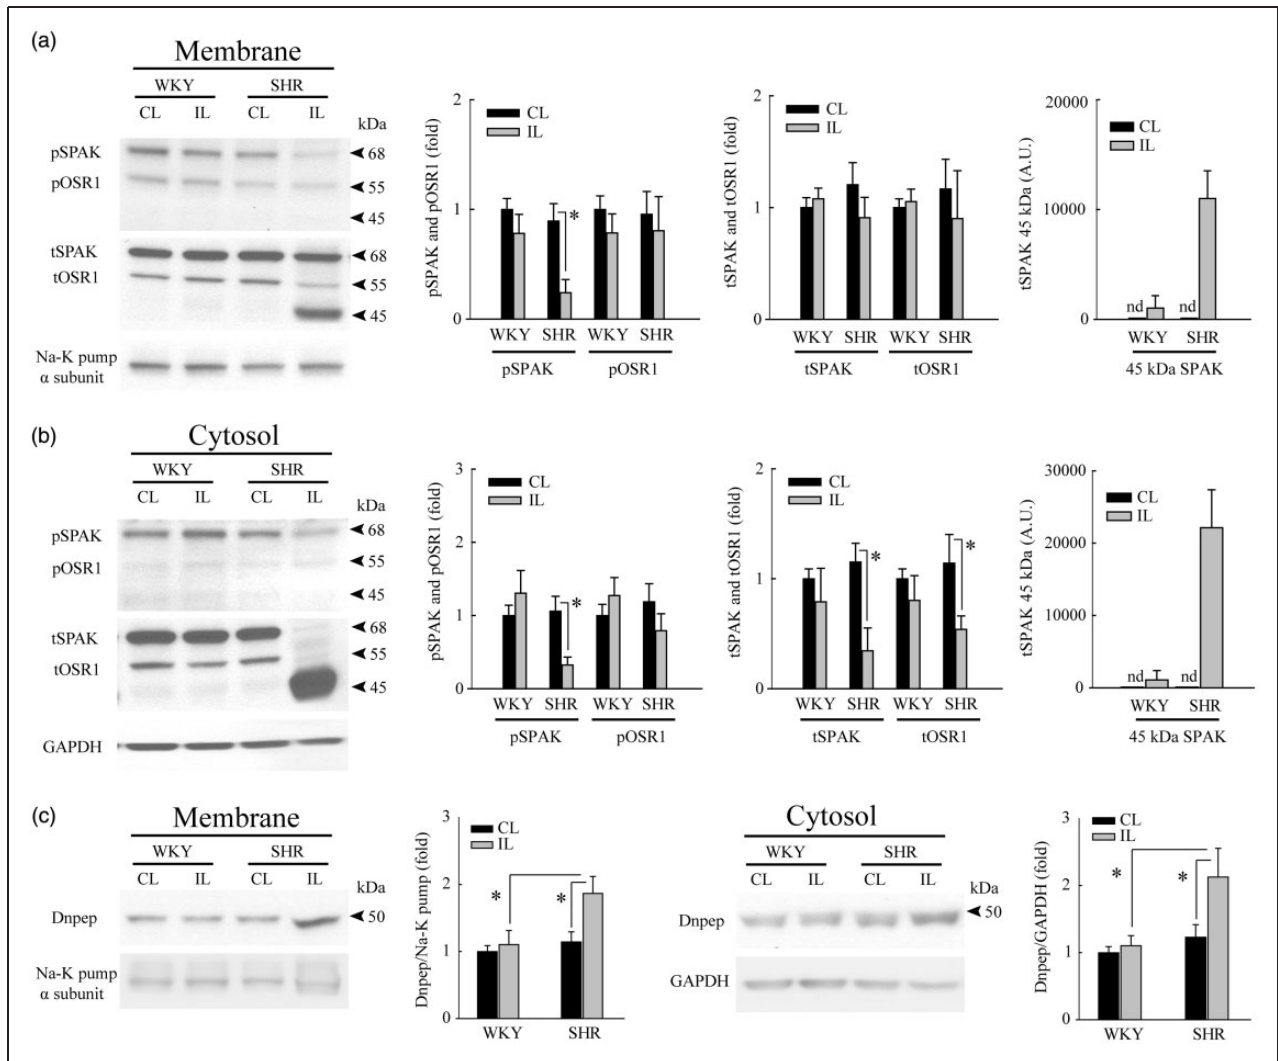 (a)
Membrane
WKY SHR
CL IL CL IL
kDa
pSPAK
68
pOSR1
55
45
tSPAK
68
tOSR1
55
45
Na-K pump
α subunit
pSPAK and pOSR1 (fold)
2
1
0
CL
IL
*
WKY SHR WKY SHR
pSPAK pOSR1
tSPAK and tOSR1 (fold)
2
1
0
CL
IL
WKY SHR WKY SHR
tSPAK tOSR1
tSPAK 45 kDa (A.U.)
20000
10000
0
CL
IL
nd nd
WKY SHR
45 kDa SPAK
(b)
Cytosol
WKY SHR
CL IL CL IL
kDa
pSPAK
68
pOSR1
55
45
tSPAK
68
tOSR1
55
45
GAPDH
pSPAK and pOSR1 (fold)
3
2
1
0
CL
IL
*
WKY SHR WKY SHR
pSPAK pOSR1
tSPAK and tOSR1 (fold)
2
1
0
CL
IL
* *
WKY SHR WKY SHR
tSPAK tOSR1
tSPAK 45 kDa (A.U.)
30000
20000
10000
0
CL
IL
nd nd
WKY SHR
45 kDa SPAK
(c)
Membrane
WKY SHR
CL IL CL IL
kDa
Dnpep
50
Na-K pump
α subunit
Dnpep/Na-K pump (fold)
3
2
1
0
CL
IL
* *
WKY SHR
Cytosol
WKY SHR
CL IL CL IL
kDa
50
Dnpep
GAPDH
Dnpep/GAPDH (fold)
3
2
1
0
CL
IL
* *
WKY SHR